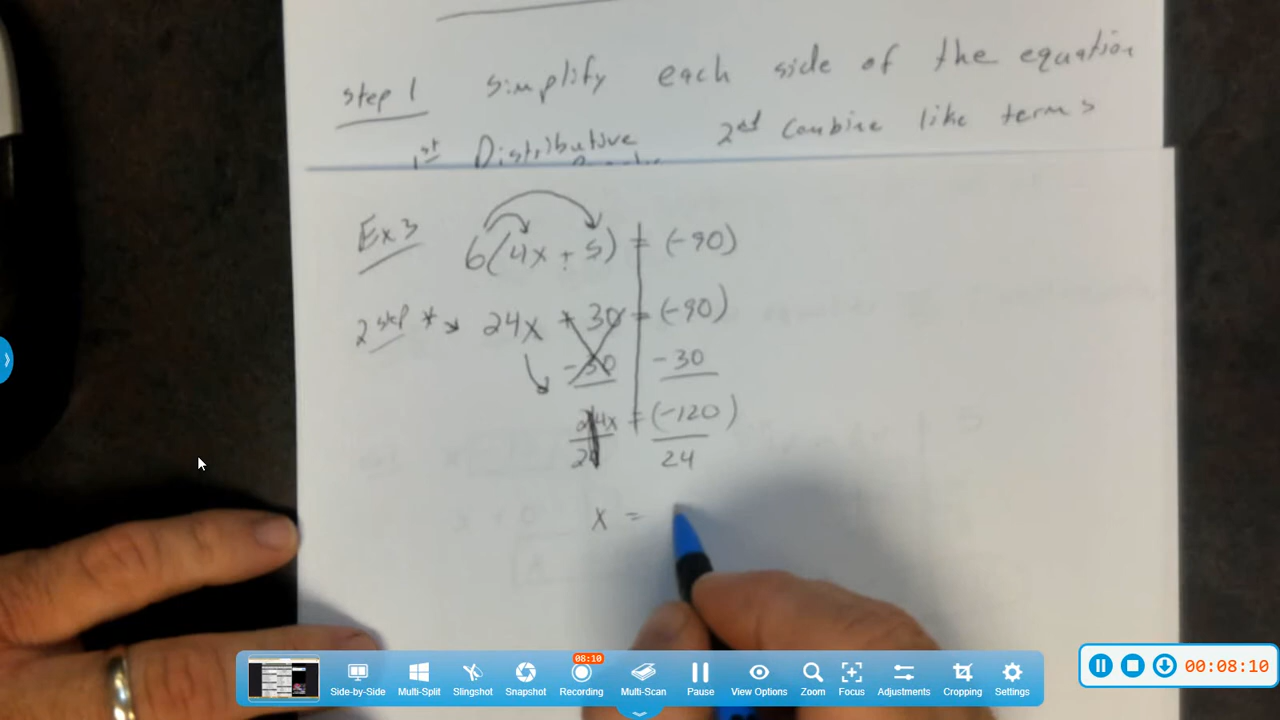 step 1 simplify each side of the equation
1st Distributive 2nd Combine like terms
Ex 3 6(4x + 5) = (-90)
2 step * 24x + 30 = (-90)
-30 -30
24x = (-120)
24 24
x =
08:10
Side-by-Side Multi-Split Slingshot Snapshot Recording Multi-Scan Pause View Options Zoom Focus Adjustments Cropping Settings
00:08:10